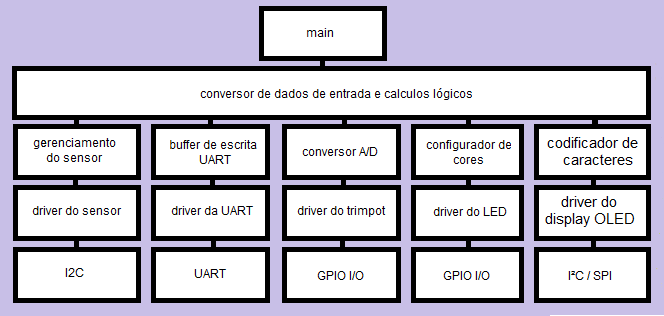 main
conversor de dados de entrada e calculos lógicos
gerenciamento
do sensor
buffer de escrita
UART
conversor A/D
configurador de
cores
codificador de
caracteres
driver do sensor
driver da UART
driver do trimpot
driver do LED
driver do
display OLED
I2C
UART
GPIO I/O
GPIO I/O
I²C / SPI